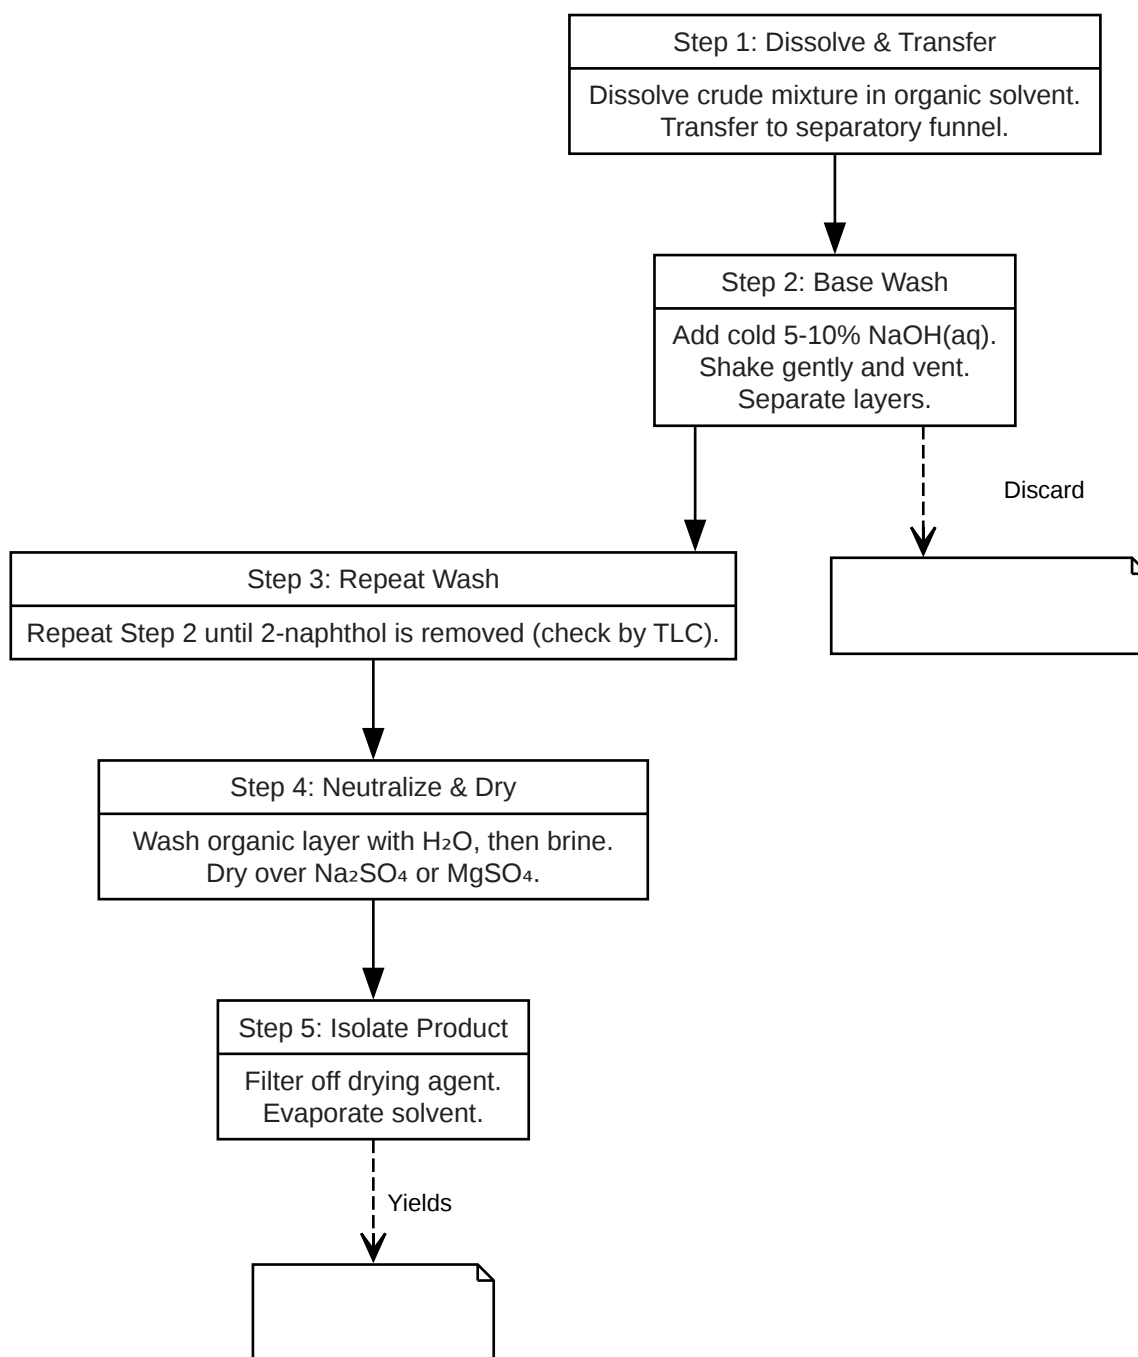 Step 1: Dissolve & Transfer
Dissolve crude mixture in organic solvent.
Transfer to separatory funnel.
Step 2: Base Wash
Add cold 5-10% NaOH(aq).
Shake gently and vent.
Separate layers.
Discard
Step 3: Repeat Wash
Repeat Step 2 until 2-naphthol is removed (check by TLC).
Step 4: Neutralize & Dry
Wash organic layer with H₂O, then brine.
Dry over Na₂SO₄ or MgSO₄.
Step 5: Isolate Product
Filter off drying agent.
Evaporate solvent.
Yields